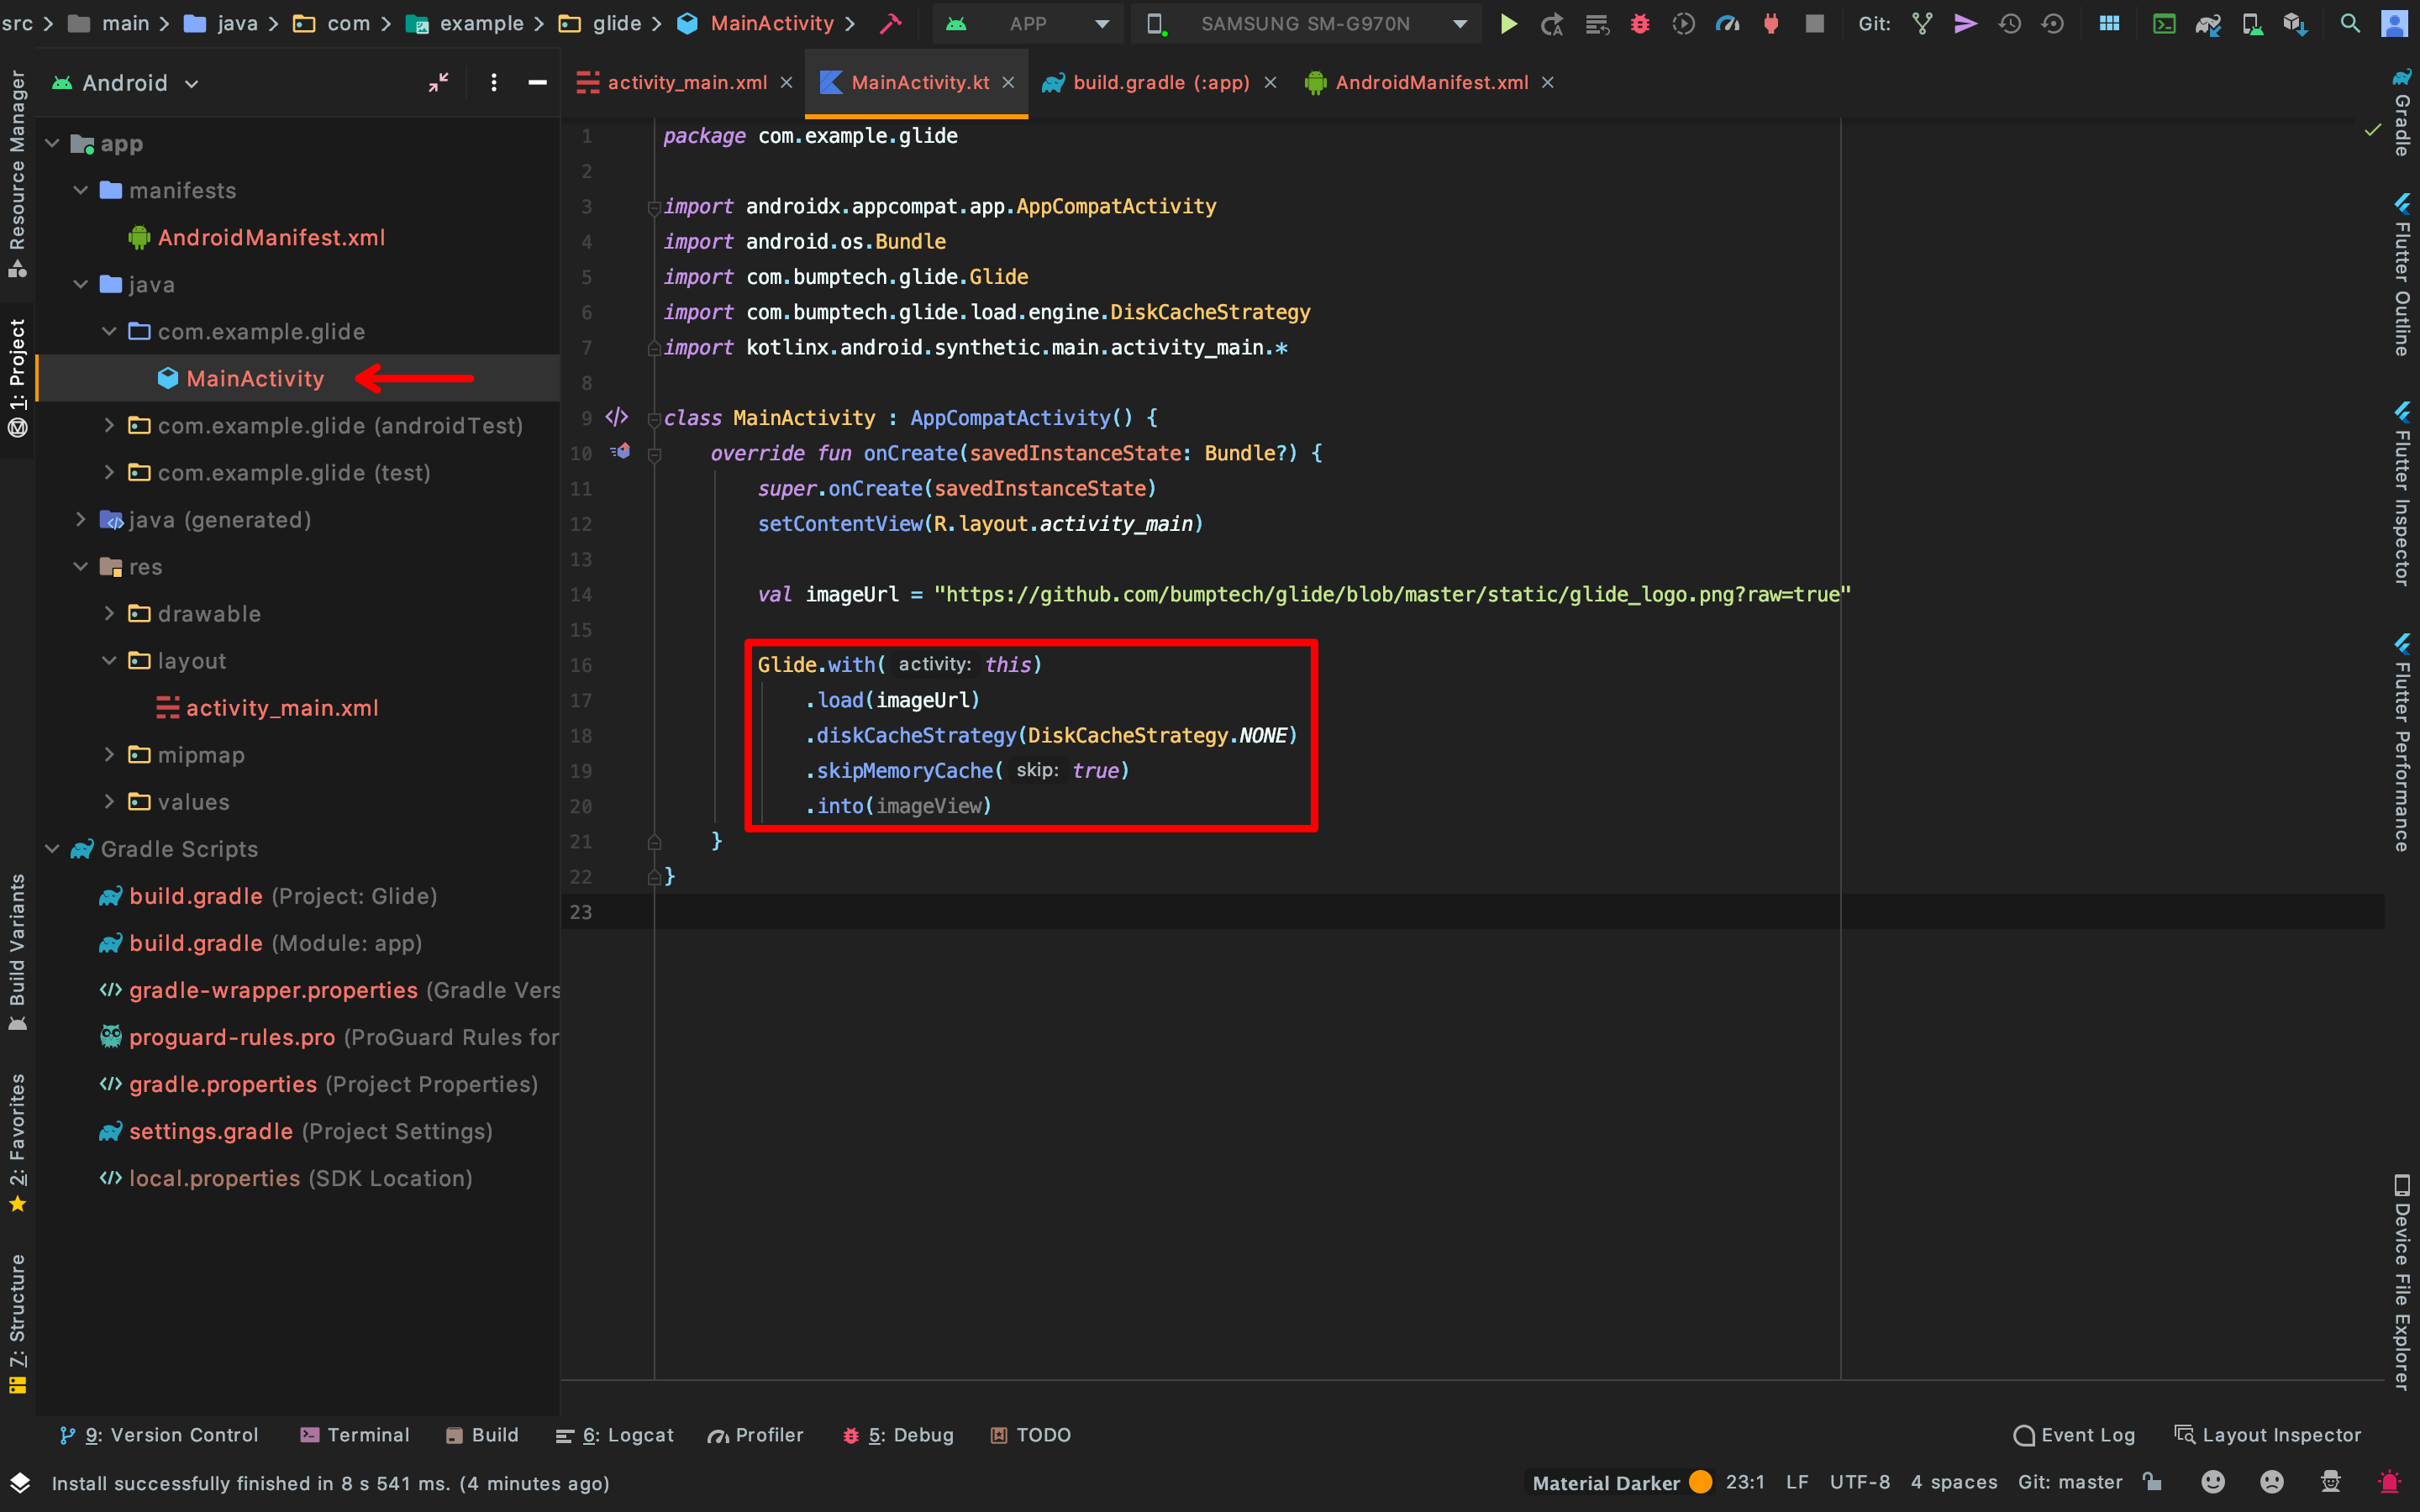 src main java com example glide MainActivity APP SAMSUNG SM-G970N Git:
Resource Manager
1: Project
Build Variants
2: Favorites
7: Structure
Android
app
manifests
AndroidManifest.xml
java
com.example.glide
MainActivity
com.example.glide (androidTest)
com.example.glide (test)
java (generated)
res
drawable
layout
activity_main.xml
mipmap
values
Gradle Scripts
build.gradle (Project: Glide)
build.gradle (Module: app)
gradle-wrapper.properties (Gradle Vers
proguard-rules.pro (ProGuard Rules for
gradle.properties (Project Properties)
settings.gradle (Project Settings)
local.properties (SDK Location)
activity_main.xml MainActivity.kt build.gradle (:app) AndroidManifest.xml
1 package com.example.glide
2
3 import androidx.appcompat.app.AppCompatActivity
4 import android.os.Bundle
5 import com.bumptech.glide.Glide
6 import com.bumptech.glide.load.engine.DiskCacheStrategy
7 import kotlinx.android.synthetic.main.activity_main.*
8
9 class MainActivity : AppCompatActivity() {
10 override fun onCreate(savedInstanceState: Bundle?) {
11 super.onCreate(savedInstanceState)
12 setContentView(R.layout.activity_main)
13
14 val imageUrl = "https://github.com/bumptech/glide/blob/master/static/glide_logo.png?raw=true"
15
16 Glide.with( activity: this)
17 .load(imageUrl)
18 .diskCacheStrategy(DiskCacheStrategy.NONE)
19 .skipMemoryCache( skip: true)
20 .into(imageView)
21 }
22 }
23
Gradle
Flutter Outline
Flutter Inspector
Flutter Performance
Device File Explorer
9: Version Control Terminal Build 6: Logcat Profiler 5: Debug TODO Event Log Layout Inspector
Install successfully finished in 8 s 541 ms. (4 minutes ago) Material Darker 23:1 LF UTF-8 4 spaces Git: master